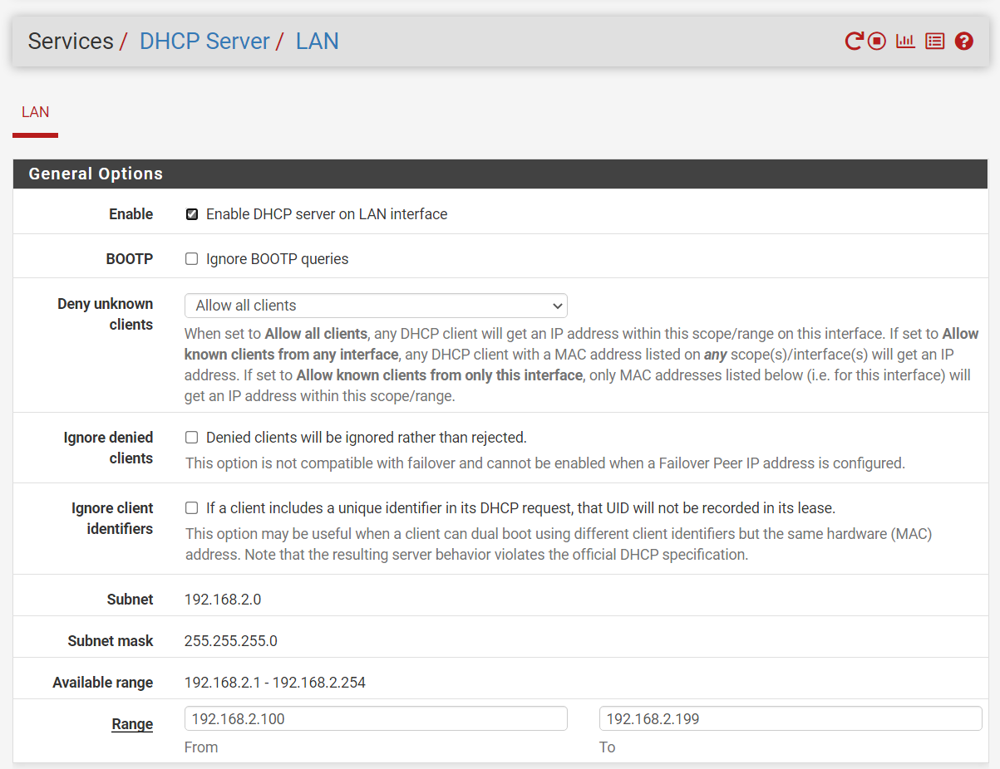 Services / DHCP Server / LAN
LAN
General Options
Enable
Enable DHCP server on LAN interface
BOOTP
Ignore BOOTP queries
Deny unknown
clients
Allow all clients
When set to Allow all clients, any DHCP client will get an IP address within this scope/range on this interface. If set to Allow
known clients from any interface, any DHCP client with a MAC address listed on any scope(s)/interface(s) will get an IP
address. If set to Allow known clients from only this interface, only MAC addresses listed below (i.e. for this interface) will
get an IP address within this scope/range.
Ignore denied
clients
Denied clients will be ignored rather than rejected.
This option is not compatible with failover and cannot be enabled when a Failover Peer IP address is configured.
Ignore client
identifiers
If a client includes a unique identifier in its DHCP request, that UID will not be recorded in its lease.
This option may be useful when a client can dual boot using different client identifiers but the same hardware (MAC)
address. Note that the resulting server behavior violates the official DHCP specification.
Subnet
192.168.2.0
Subnet mask
255.255.255.0
Available range
192.168.2.1 - 192.168.2.254
Range
192.168.2.100
192.168.2.199
From
To